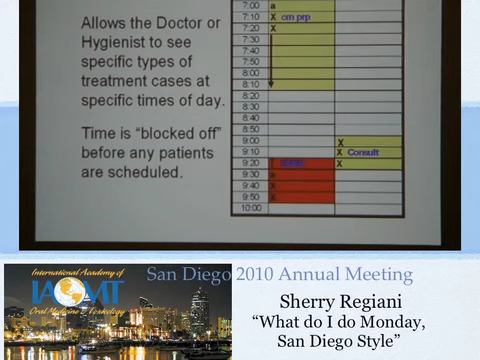 Allows the Doctor or
Hygienist to see
specific types of
treatment cases at
specific times of day.
Time is "blocked off"
before any patients
are scheduled.
7:00 a
7:10 X crn prp
7:20 X
7:30
7:40
7:50
8:00
8:10
8:20
8:30
8:40
8:50
9:00 X
9:10 X Consult
9:20 X
9:30
9:40 X
9:50 X
10:00
International Academy of
IAOMT
Oral Medicine & Toxicology
San Diego 2010 Annual Meeting
Sherry Regiani
“What do I do Monday,
San Diego Style”